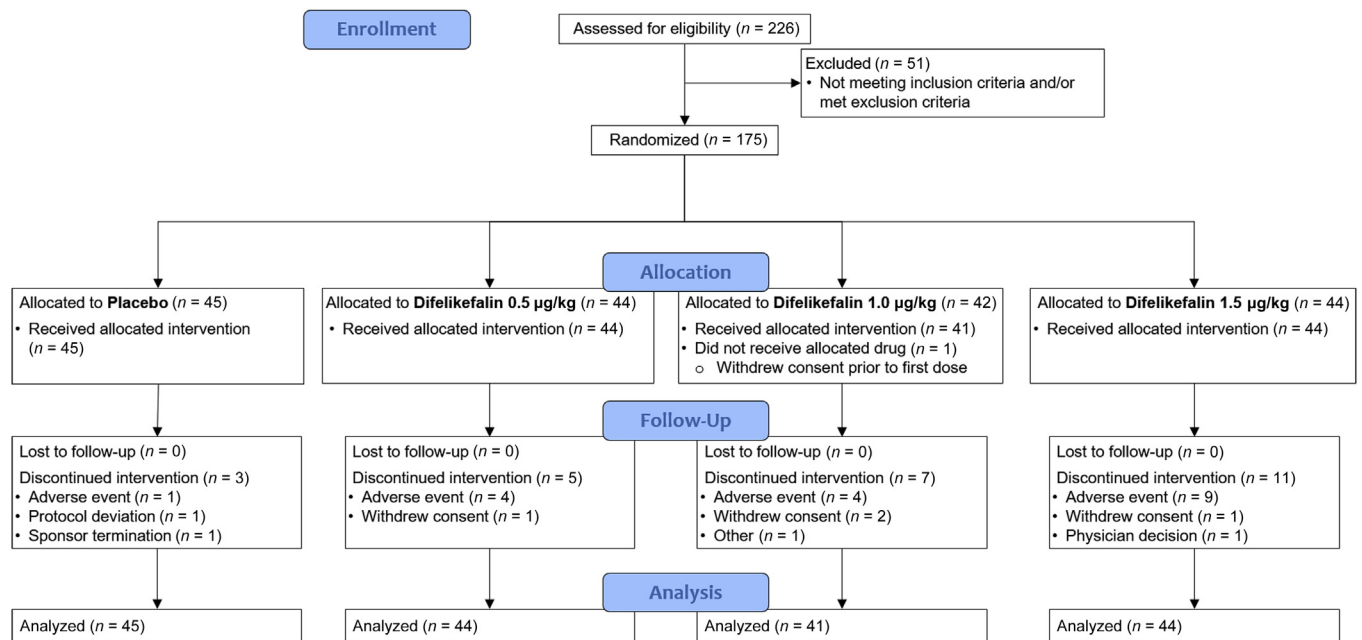 Enrollment
Assessed for eligibility (n = 226)
Excluded (n = 51)
• Not meeting inclusion criteria and/or
met exclusion criteria
Randomized (n = 175)
Allocation
Allocated to Placebo (n = 45)
• Received allocated intervention
(n = 45)
Allocated to Difelikefalin 0.5 µg/kg (n = 44)
• Received allocated intervention (n = 44)
Allocated to Difelikefalin 1.0 µg/kg (n = 42)
• Received allocated intervention (n = 41)
• Did not receive allocated drug (n = 1)
o Withdrew consent prior to first dose
Allocated to Difelikefalin 1.5 µg/kg (n = 44)
• Received allocated intervention (n = 44)
Follow-Up
Lost to follow-up (n = 0)
Discontinued intervention (n = 3)
• Adverse event (n = 1)
• Protocol deviation (n = 1)
• Sponsor termination (n = 1)
Lost to follow-up (n = 0)
Discontinued intervention (n = 5)
• Adverse event (n = 4)
• Withdrew consent (n = 1)
Lost to follow-up (n = 0)
Discontinued intervention (n = 7)
• Adverse event (n = 4)
• Withdrew consent (n = 2)
• Other (n = 1)
Lost to follow-up (n = 0)
Discontinued intervention (n = 11)
• Adverse event (n = 9)
• Withdrew consent (n = 1)
• Physician decision (n = 1)
Analysis
Analyzed (n = 45)
Analyzed (n = 44)
Analyzed (n = 41)
Analyzed (n = 44)